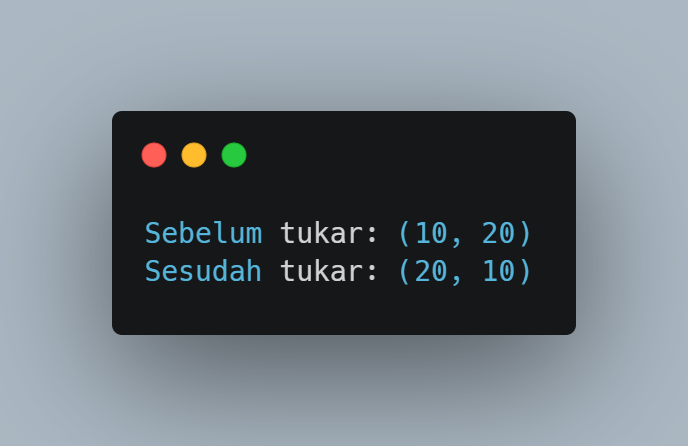 Sebelum tukar: (10, 20)
Sesudah tukar: (20, 10)